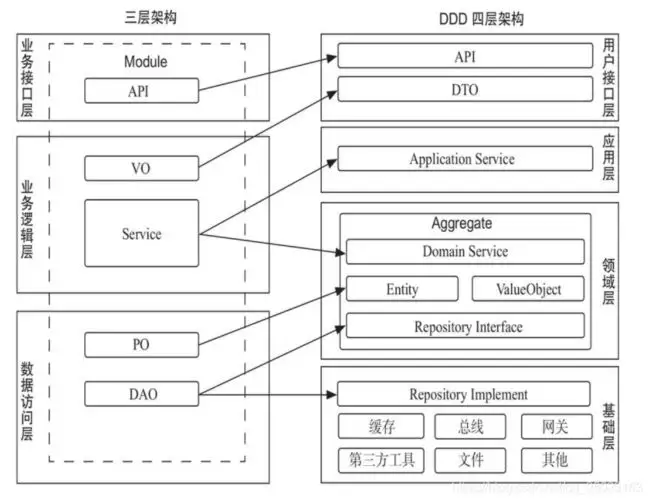 三层架构
DDD 四层架构
业务接口层
Module
API
业务逻辑层
VO
Service
数据访问层
PO
DAO
用户接口层
API
DTO
应用层
Application Service
领域层
Aggregate
Domain Service
Entity
ValueObject
Repository Interface
基础层
Repository Implement
缓存
总线
网关
第三方工具
文件
其他